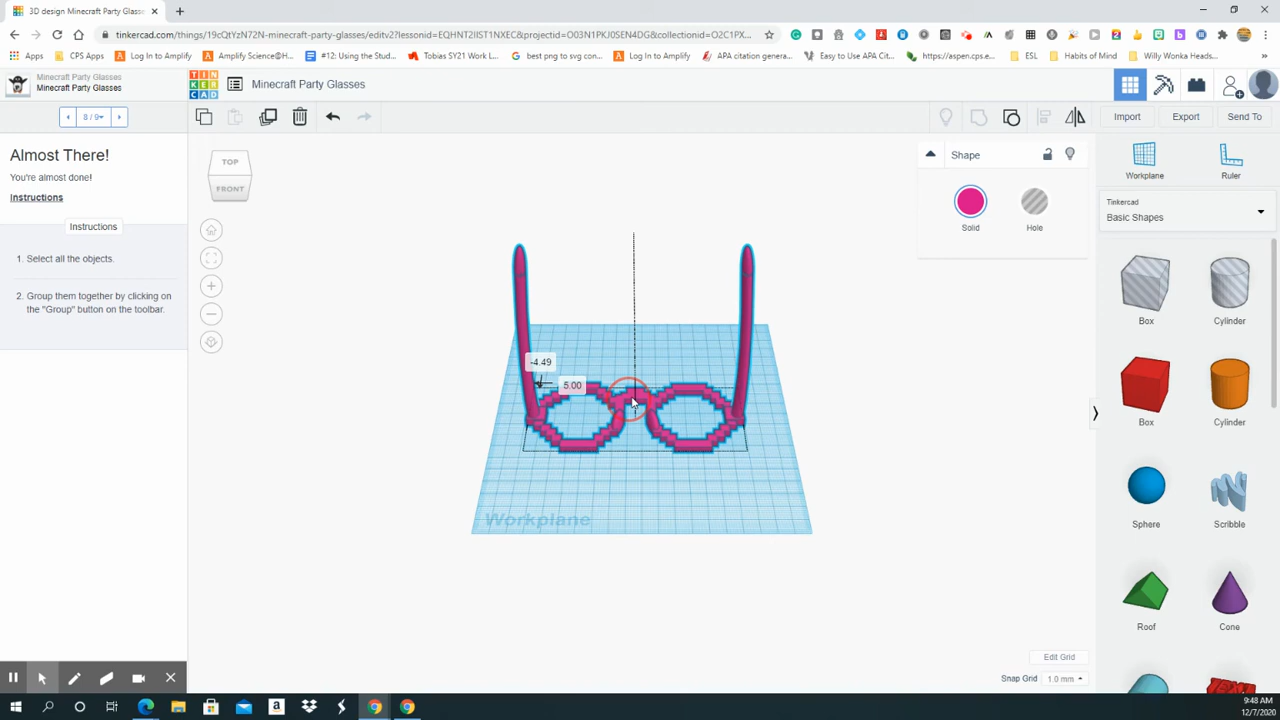 3D design Minecraft Party Glasse
tinkercad.com/things/19cQtYzN72N-minecraft-party-glasses/editv2?lessonid=EQHNT2IIST1NXEC&projectid=O03N1PKJ0SEN4DG&collectionid=O2C1PX...
Apps
CPS Apps
Log In to Amplify
Amplify Science@H...
#12: Using the Stud...
Tobias SY21 Work L...
best png to svg con...
Log In to Amplify
APA citation genera...
Easy to Use APA Cit...
https://aspen.cps.e...
ESL
Habits of Mind
Willy Wonka Heads...
Minecraft Party Glasses
Minecraft Party Glasses
TIN
KER
CAD
Minecraft Party Glasses
8 / 9
Import
Export
Send To
Almost There!
You're almost done!
Instructions
Instructions
1. Select all the objects.
2. Group them together by clicking on
the "Group" button on the toolbar.
TOP
FRONT
Shape
Solid
Hole
Workplane
Ruler
Tinkercad
Basic Shapes
Box
Cylinder
Box
Cylinder
Sphere
Scribble
Roof
Cone
-4.49
5.00
Workplane
Edit Grid
Snap Grid
1.0 mm
9:48 AM
12/7/2020